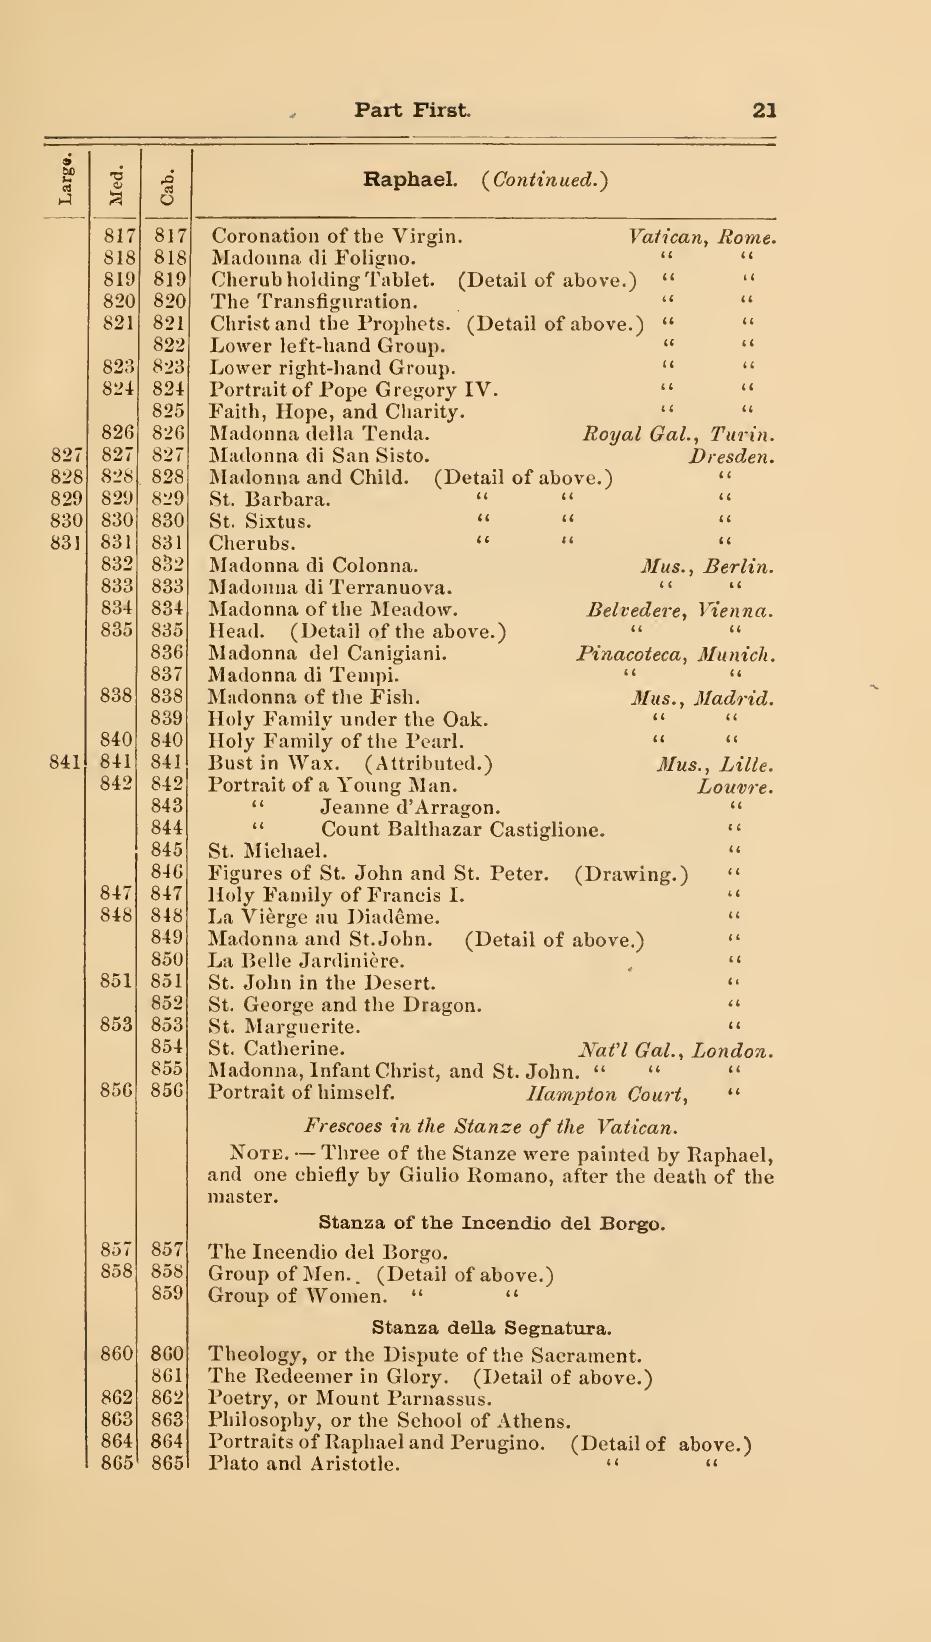 Part First. 21
Large. Med. Cab. Raphael. (Continued.)
817 817 Coronation of the Virgin. Vatican, Rome.
818 818 Madonna di Foligno. “ “
819 819 Cherub holding Tablet. (Detail of above.) “ “
820 820 The Transfiguration. “ “
821 821 Christ and the Prophets. (Detail of above.) “ “
822 Lower left-hand Group. “ “
823 823 Lower right-hand Group. “ “
824 824 Portrait of Pope Gregory IV. “ “
825 Faith, Hope, and Charity. “ “
826 826 Madonna della Tenda. Royal Gal., Turin.
827 827 827 Madonna di San Sisto. Dresden.
828 828 828 Madonna and Child. (Detail of above.) “
829 829 829 St. Barbara. “ “ “
830 830 830 St. Sixtus. “ “ “
831 831 831 Cherubs. “ “ “
832 832 Madonna di Colonna. Mus., Berlin.
833 833 Madonna di Terranuova. “ “
834 834 Madonna of the Meadow. Belvedere, Vienna.
835 835 Head. (Detail of the above.) “ “
836 Madonna del Canigiani. Pinacoteca, Munich.
837 Madonna di Tempi. “ “
838 838 Madonna of the Fish. Mus., Madrid.
839 Holy Family under the Oak. “ “
840 840 Holy Family of the Pearl. “ “
841 841 841 Bust in Wax. (Attributed.) Mus., Lille.
842 842 Portrait of a Young Man. Louvre.
843 “ Jeanne d'Arragon. “
844 “ Count Balthazar Castiglione. “
845 St. Michael. “
846 Figures of St. John and St. Peter. (Drawing.) “
847 847 Holy Family of Francis I. “
848 848 La Vièrge au Diadême. “
849 Madonna and St. John. (Detail of above.) “
850 La Belle Jardinière. “
851 851 St. John in the Desert. “
852 St. George and the Dragon. “
853 853 St. Marguerite. “
854 St. Catherine. Nat'l Gal., London.
855 Madonna, Infant Christ, and St. John. “ “ “
856 856 Portrait of himself. Hampton Court, “
Frescoes in the Stanze of the Vatican.
NOTE. — Three of the Stanze were painted by Raphael,
and one chiefly by Giulio Romano, after the death of the
master.
Stanza of the Incendio del Borgo.
857 857 The Incendio del Borgo.
858 858 Group of Men. (Detail of above.)
859 Group of Women. “ “
Stanza della Segnatura.
860 860 Theology, or the Dispute of the Sacrament.
861 The Redeemer in Glory. (Detail of above.)
862 862 Poetry, or Mount Parnassus.
863 863 Philosophy, or the School of Athens.
864 864 Portraits of Raphael and Perugino. (Detail of above.)
865 865 Plato and Aristotle. “ “